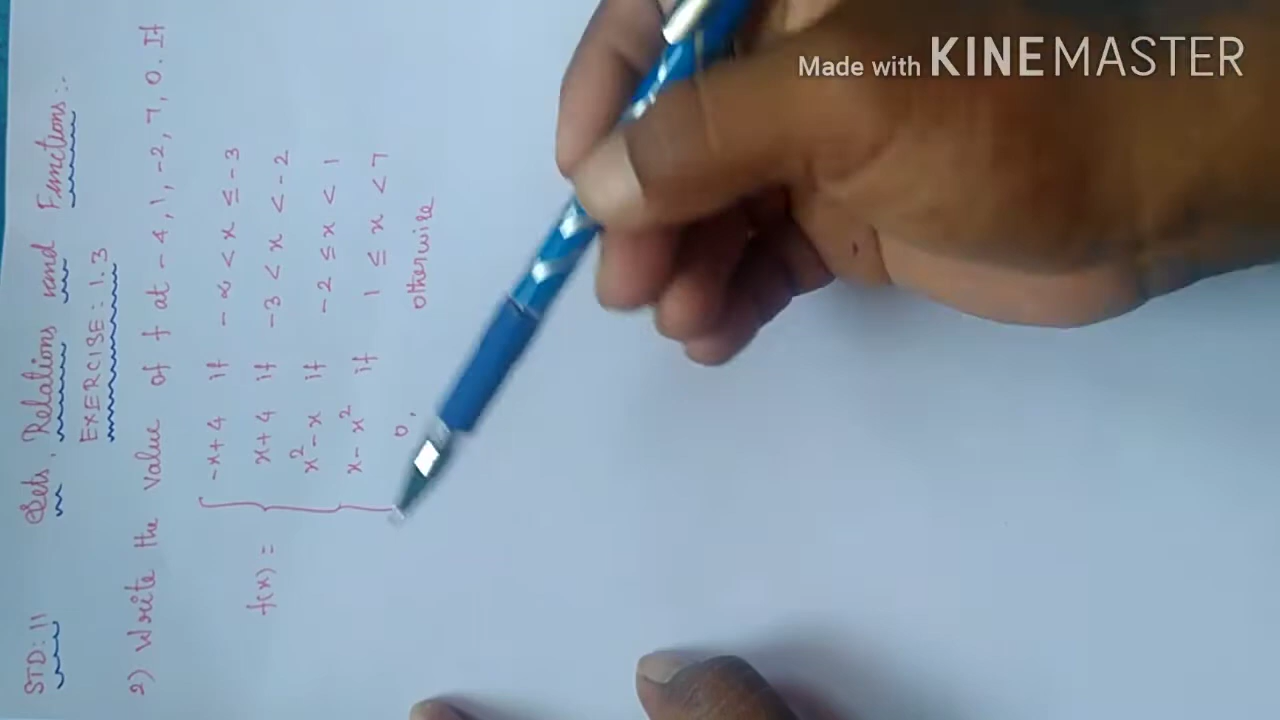 STD: 11 Sets, Relations and Functions:.
EXERCISE: 1.3
2) Write the value of f at -4, 1, -2, 7, 0. If
f(x) =
-x+4 if -∞ < x ≤ -3
x+4 if -3 < x < -2
x² - x if -2 ≤ x < 1
x - x² if 1 ≤ x < 7
0, otherwise
Made with KINEMASTER